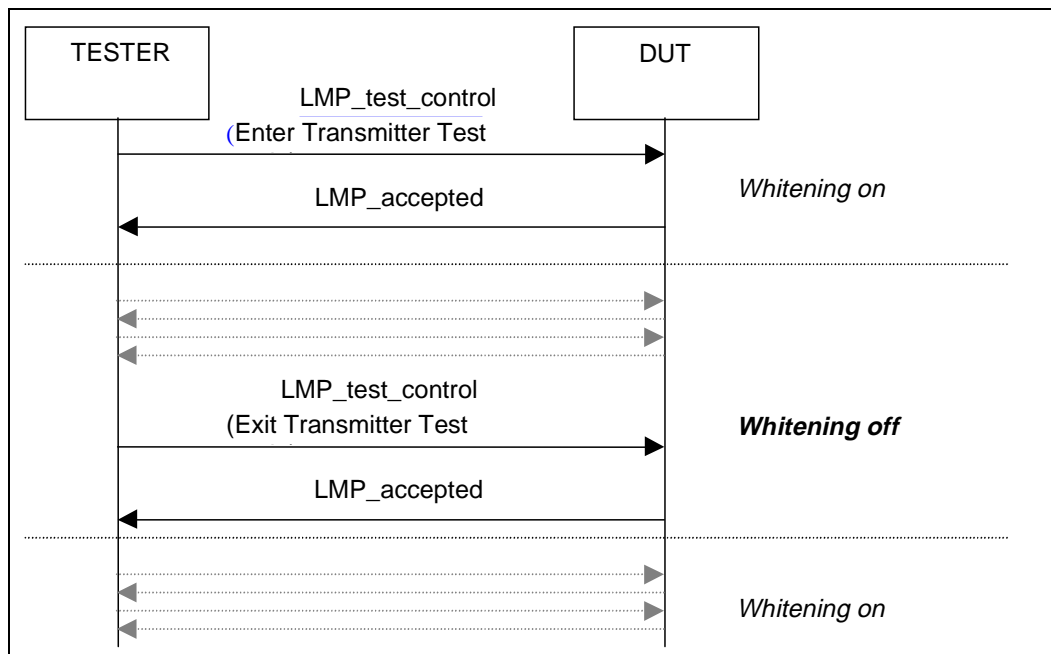 TESTER
DUT
LMP_test_control
(Enter Transmitter Test
Whitening on
LMP_accepted
LMP_test_control
(Exit Transmitter Test
Whitening off
LMP_accepted
Whitening on